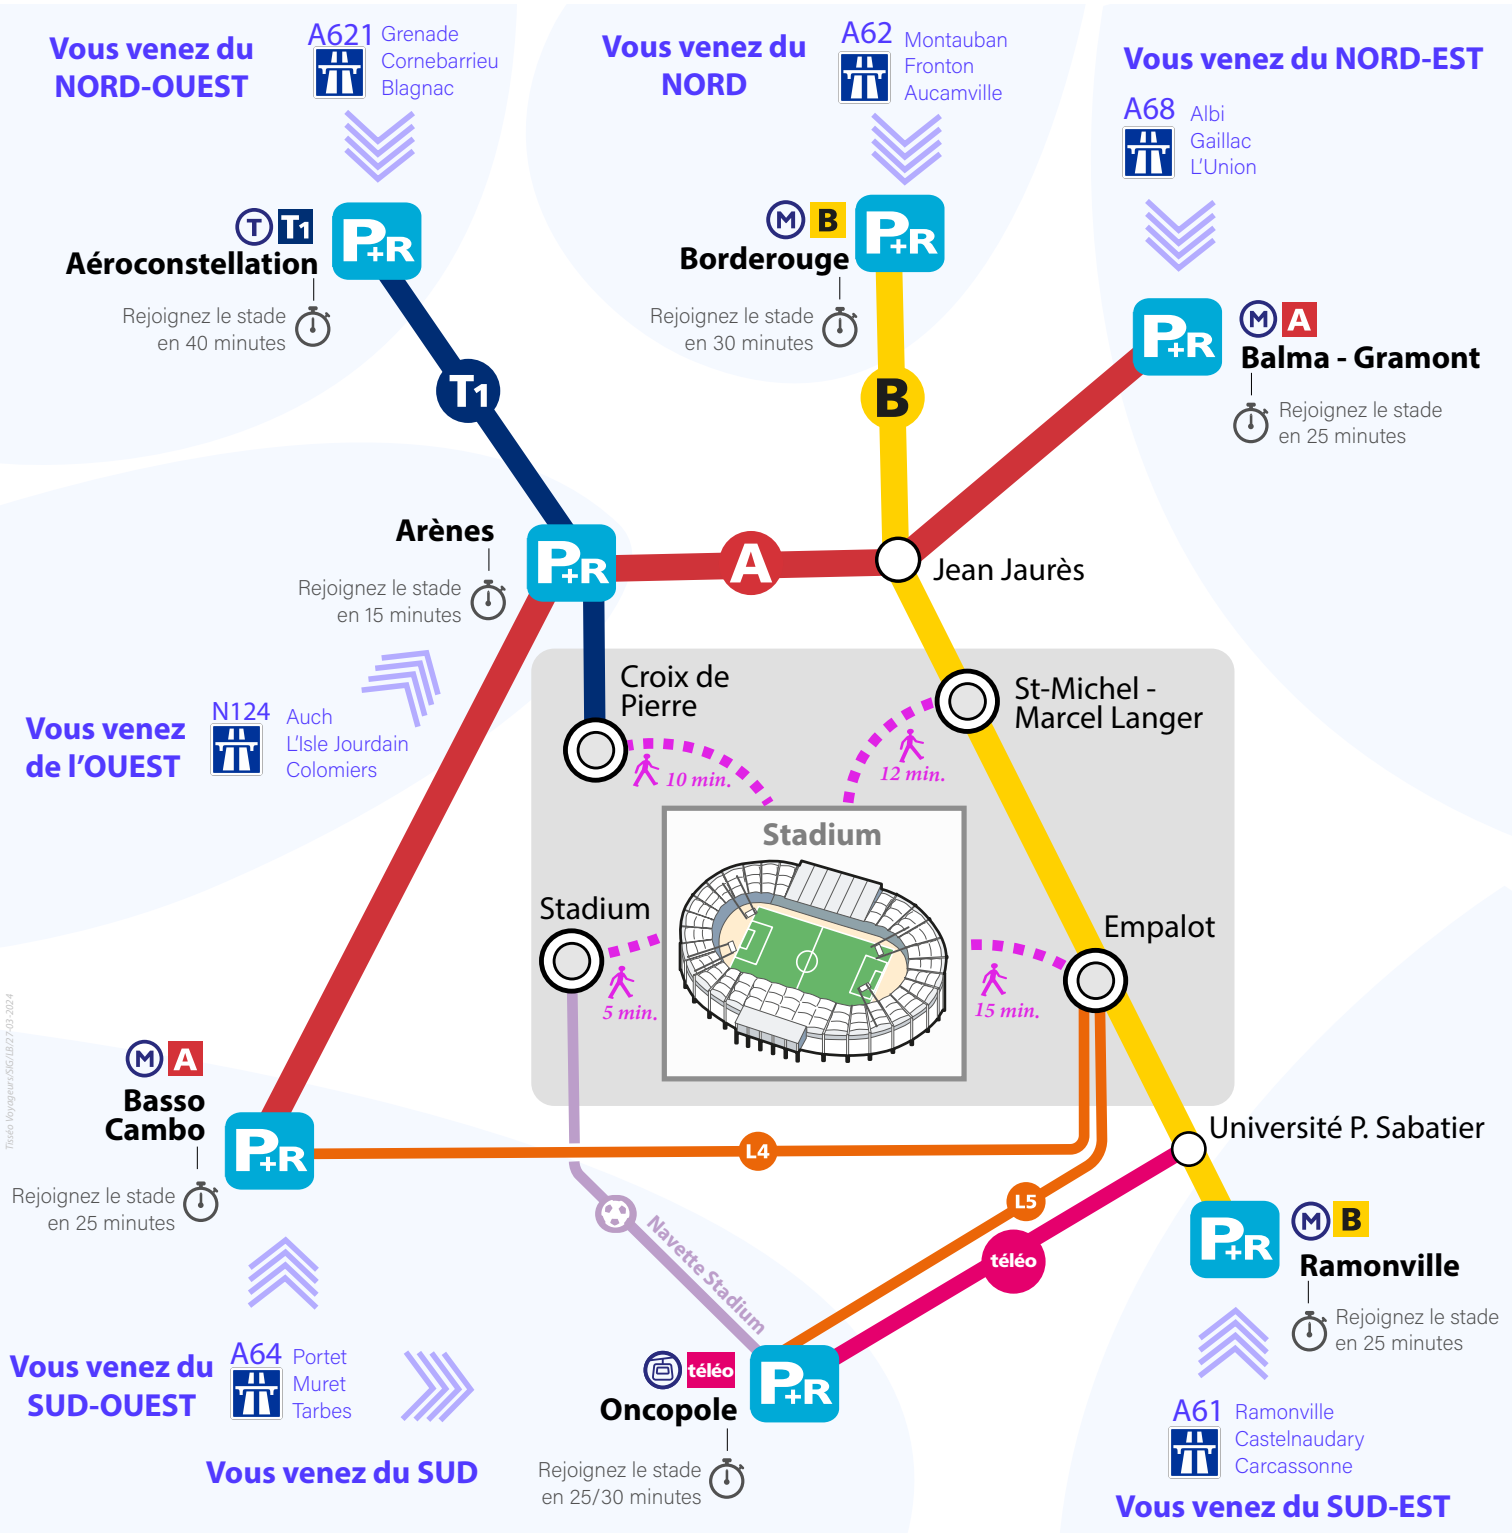 Vous venez du
NORD-OUEST
A621
Grenade
Cornebarrieu
Blagnac
Vous venez du
NORD
A62
Montauban
Fronton
Aucamville
Vous venez du NORD-EST
A68
Albi
Gaillac
L'Union
T T1
P+R
Aéroconstellation
Rejoignez le stade
en 40 minutes
M B
P+R
Borderouge
Rejoignez le stade
en 30 minutes
P+R
M A
Balma - Gramont
Rejoignez le stade
en 25 minutes
T1
B
Arènes
P+R
Rejoignez le stade
en 15 minutes
A
Jean Jaurès
Vous venez
de l'OUEST
N124
Auch
L'Isle Jourdain
Colomiers
Croix de
Pierre
10 min.
St-Michel -
Marcel Langer
12 min.
Stadium
Stadium
5 min.
Empalot
15 min.
Tisséo Voyageurs/SIG/LB/27-03-2024
M A
Basso
Cambo
P+R
Rejoignez le stade
en 25 minutes
L4
Université P. Sabatier
L5
Navette Stadium
téléo
P+R
M B
Ramonville
Rejoignez le stade
en 25 minutes
Vous venez du
SUD-OUEST
A64
Portet
Muret
Tarbes
Vous venez du SUD
téléo
P+R
Oncopole
Rejoignez le stade
en 25/30 minutes
A61
Ramonville
Castelnaudary
Carcassonne
Vous venez du SUD-EST